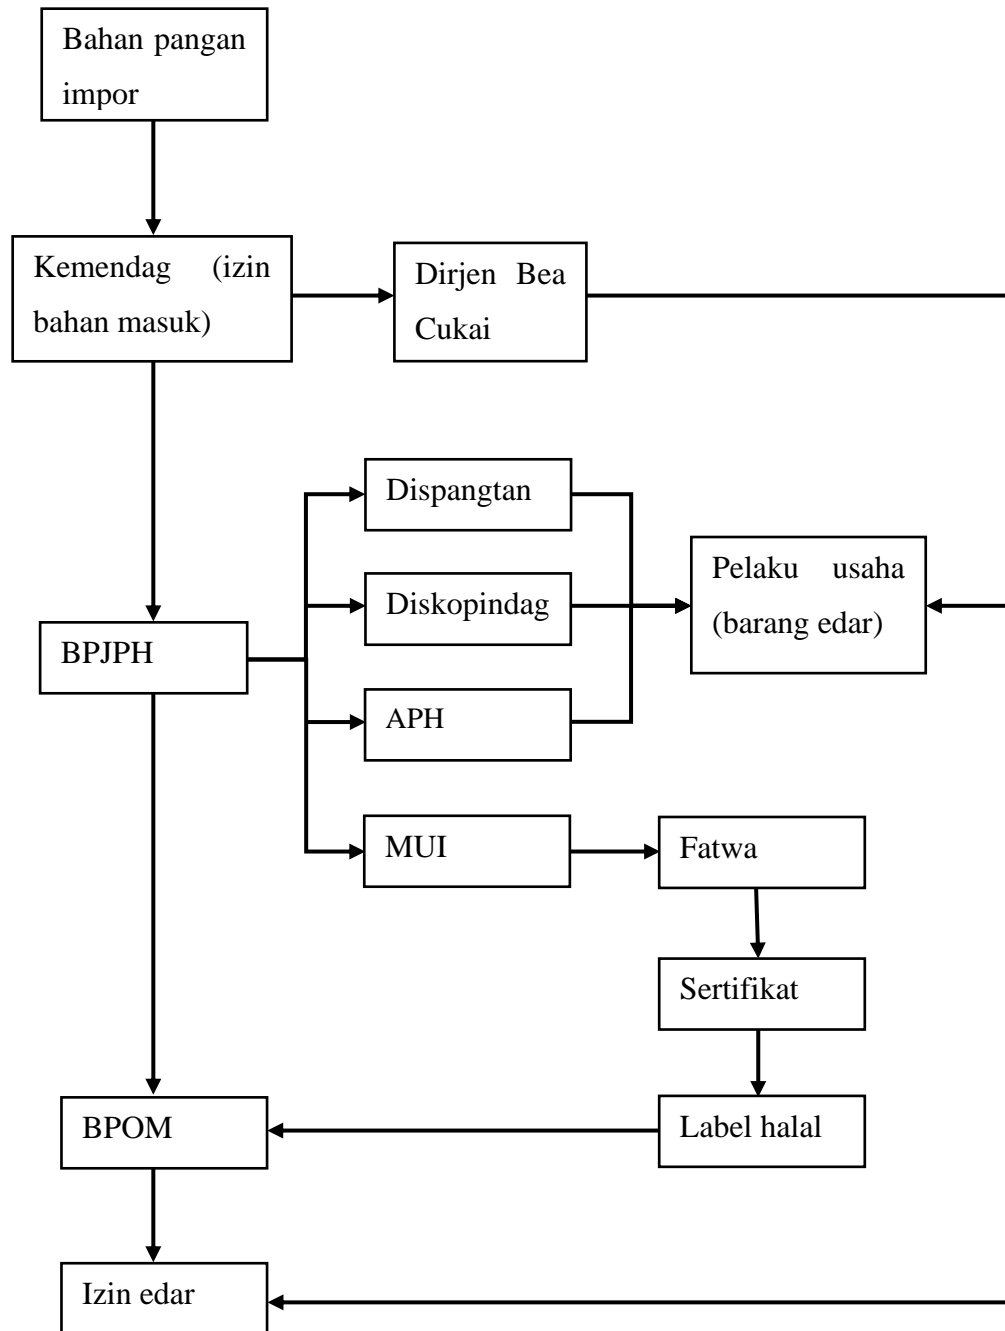 Bahan pangan
impor
Kemendag (izin
bahan masuk)
Dirjen Bea
Cukai
Dispangtan
Diskopindag
Pelaku usaha
(barang edar)
BPJPH
APH
MUI
Fatwa
Sertifikat
BPOM
Label halal
Izin edar